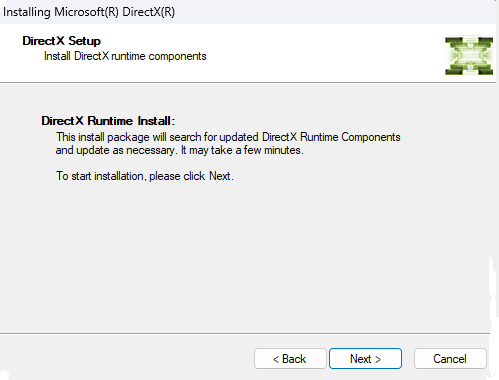 Installing Microsoft(R) DirectX(R)
DirectX Setup
Install DirectX runtime components
DirectX Runtime Install:
This install package will search for updated DirectX Runtime Components
and update as necessary. It may take a few minutes.
To start installation, please click Next.
< Back
Next >
Cancel